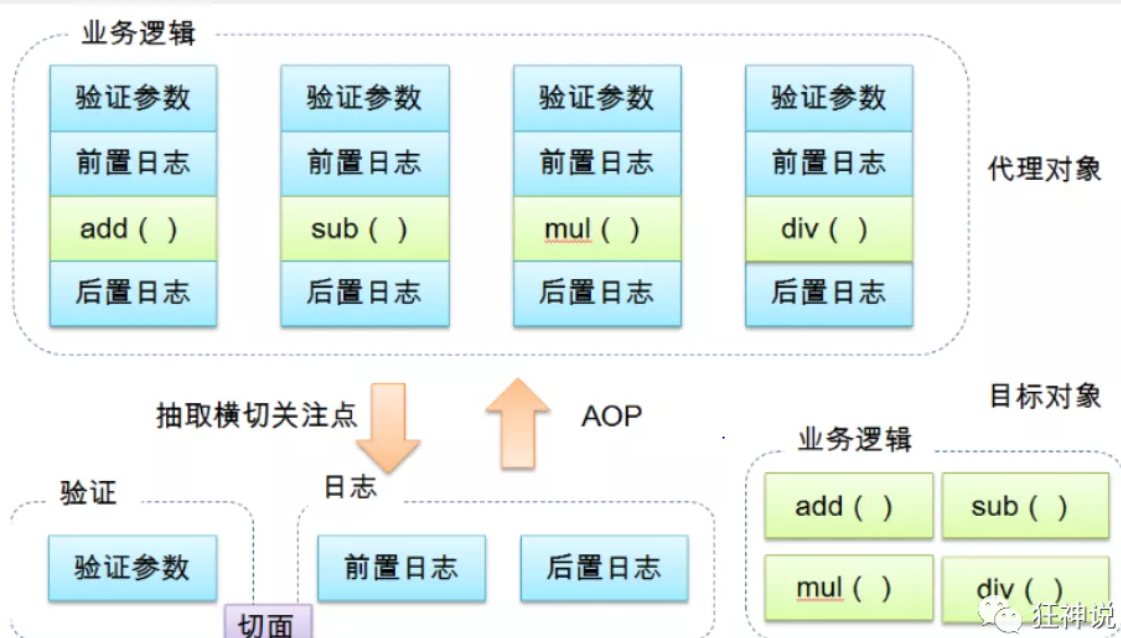 业务逻辑
验证参数 验证参数 验证参数 验证参数
前置日志 前置日志 前置日志 前置日志
代理对象
add ( ) sub ( ) mul ( ) div ( )
后置日志 后置日志 后置日志 后置日志
抽取横切关注点 AOP
目标对象
业务逻辑
验证 日志
add ( ) sub ( )
验证参数 前置日志 后置日志
mul ( ) div ( )
切面
狂神说